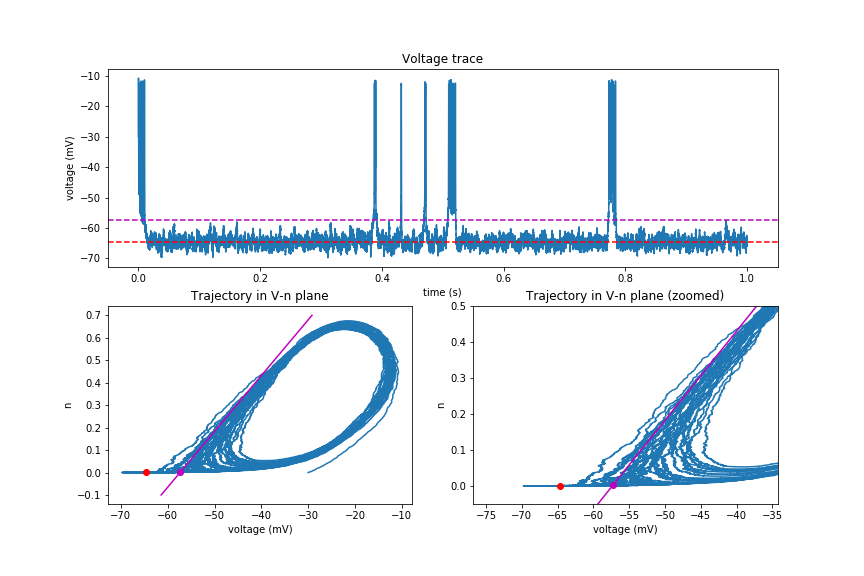 Voltage trace
−10
−20
−30
−40
−50
−60
−70
voltage (mV)
0.0 0.2 0.4 0.6 0.8 1.0
time (s)
Trajectory in V-n plane
0.7
0.6
0.5
0.4
0.3
0.2
0.1
0.0
−0.1
n
−70 −60 −50 −40 −30 −20 −10
voltage (mV)
Trajectory in V-n plane (zoomed)
0.5
0.4
0.3
0.2
0.1
0.0
n
−75 −70 −65 −60 −55 −50 −45 −40 −35
voltage (mV)